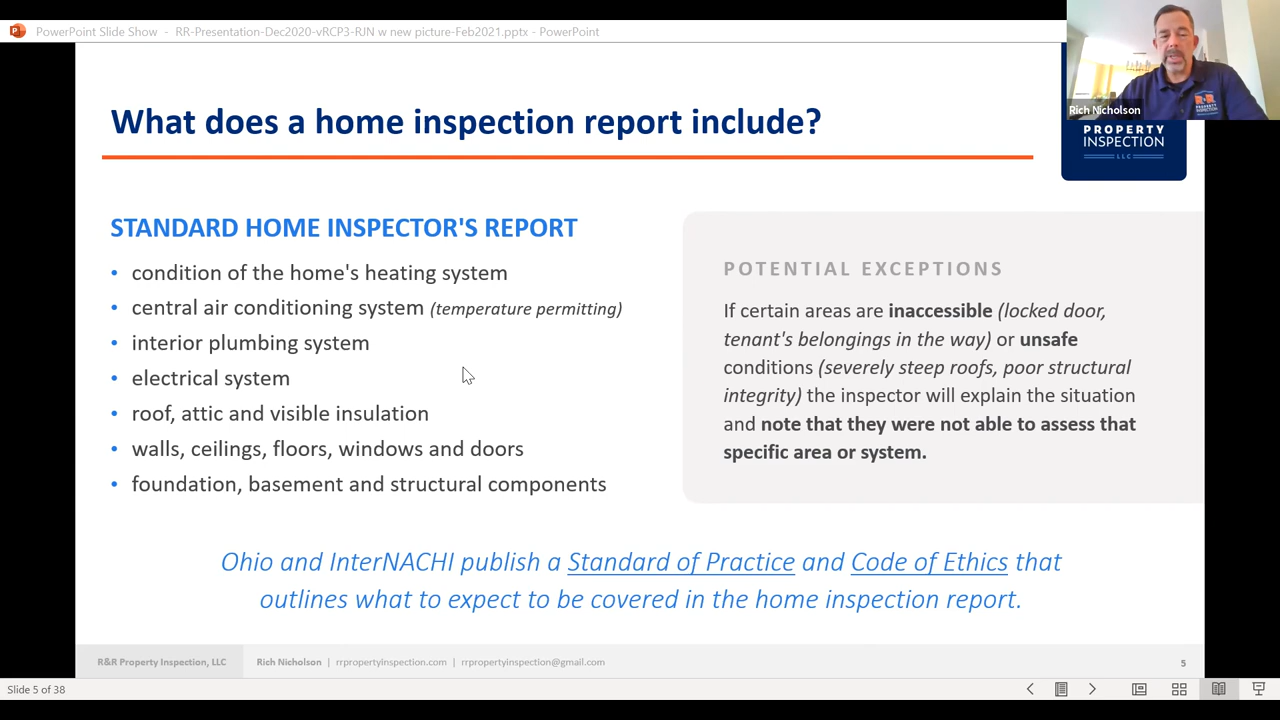 PowerPoint Slide Show - RR-Presentation-Dec2020-vRCP3-RJN w new picture-Feb2021.pptx - PowerPoint
Rich Nicholson
R&R
PROPERTY
INSPECTION
What does a home inspection report include?
PROPERTY
INSPECTION
LLC
STANDARD HOME INSPECTOR'S REPORT
• condition of the home's heating system
• central air conditioning system (temperature permitting)
• interior plumbing system
• electrical system
• roof, attic and visible insulation
• walls, ceilings, floors, windows and doors
• foundation, basement and structural components
POTENTIAL EXCEPTIONS
If certain areas are inaccessible (locked door,
tenant's belongings in the way) or unsafe
conditions (severely steep roofs, poor structural
integrity) the inspector will explain the situation
and note that they were not able to assess that
specific area or system.
Ohio and InterNACHI publish a Standard of Practice and Code of Ethics that
outlines what to expect to be covered in the home inspection report.
R&R Property Inspection, LLC
Rich Nicholson | rrpropertyinspection.com | rrpropertyinspection@gmail.com
5
Slide 5 of 38